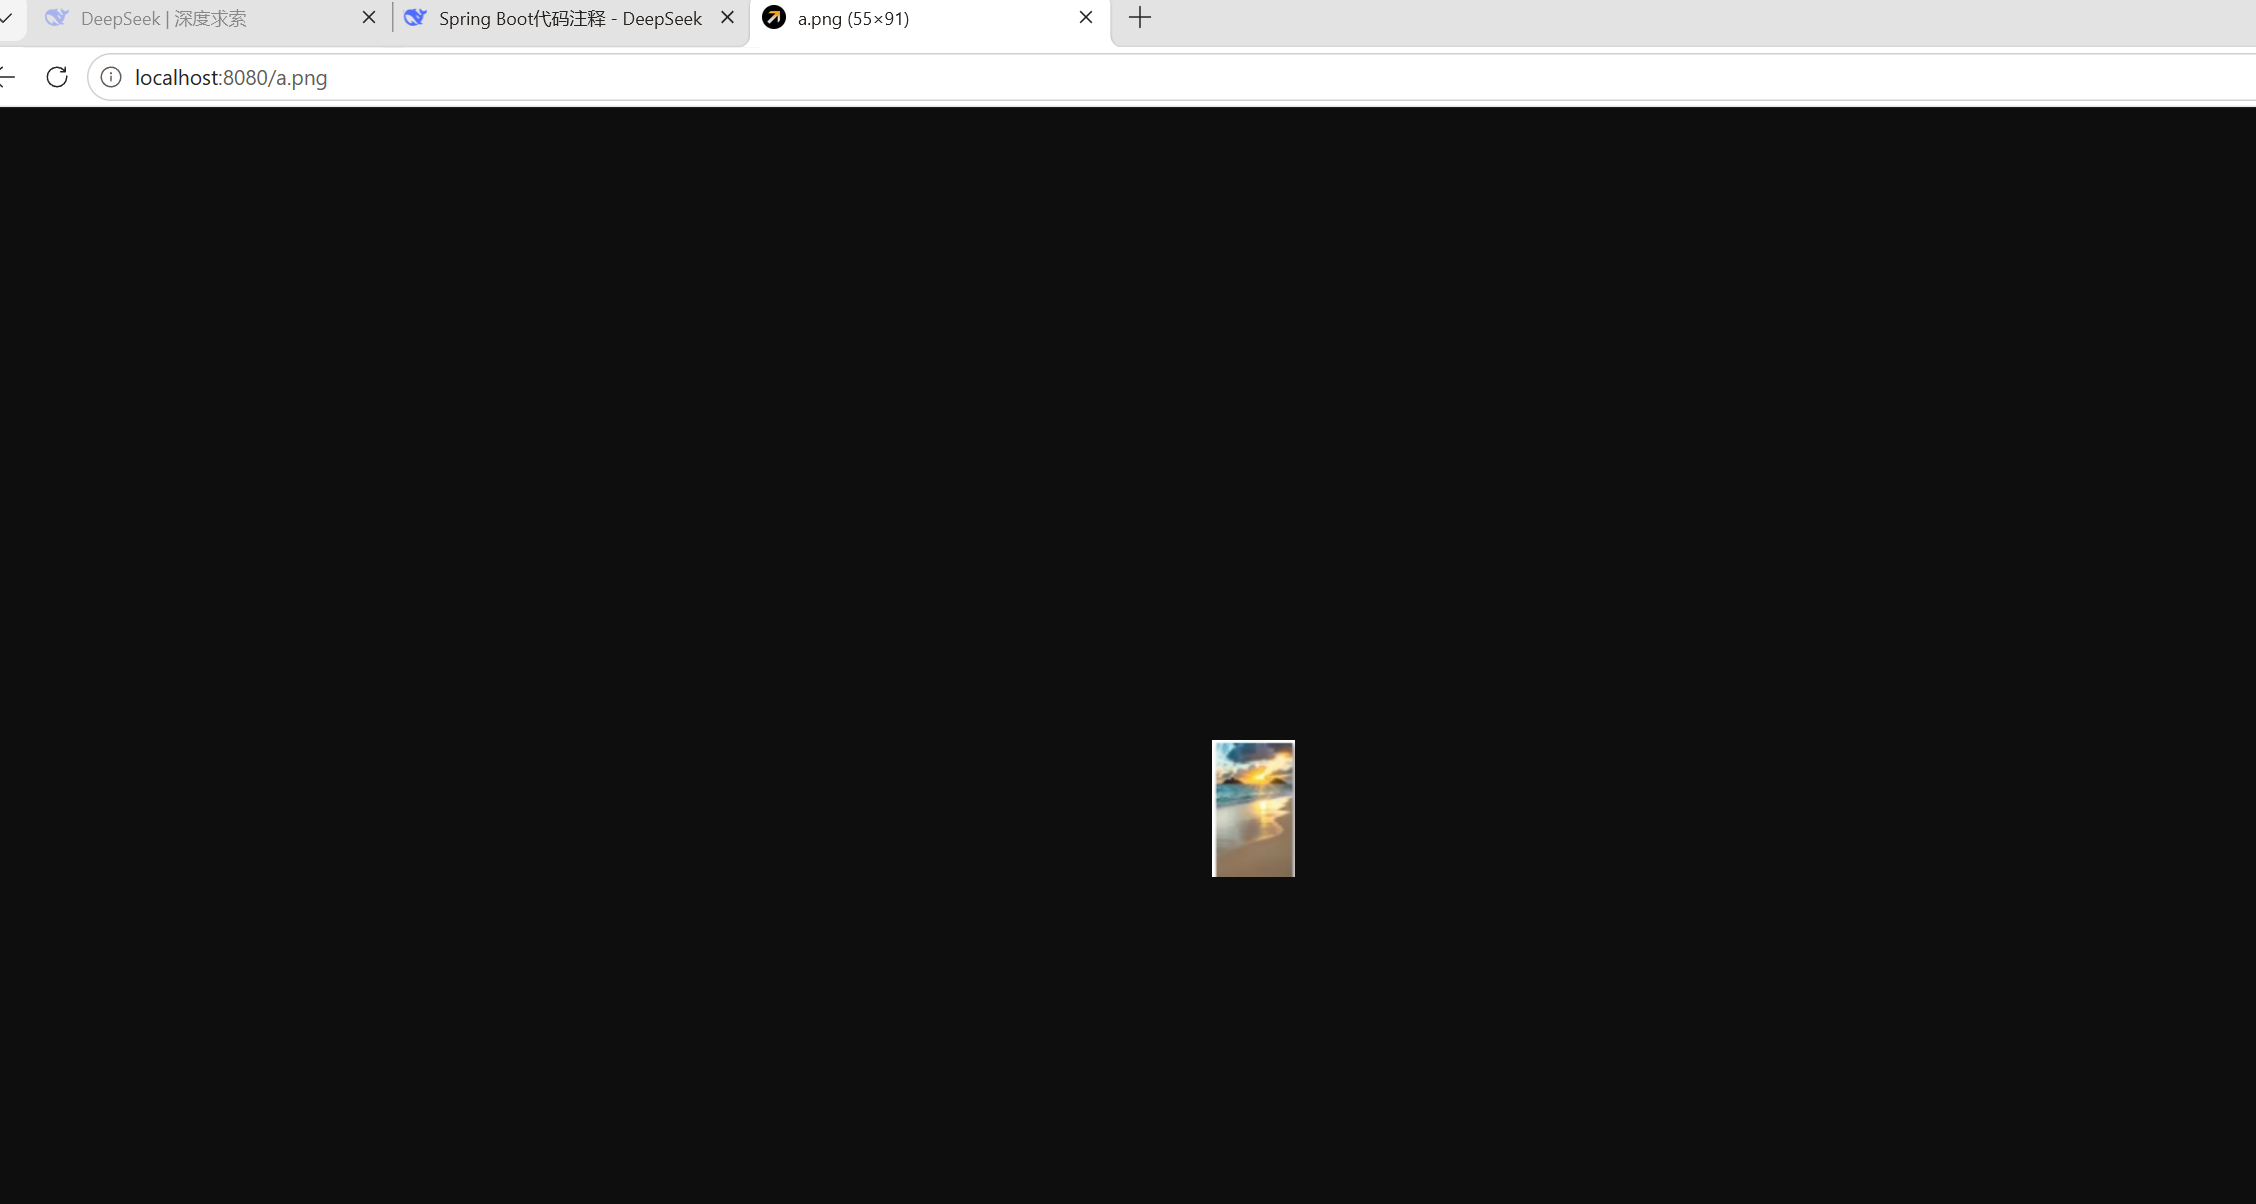 DeepSeek | 深度求索
Spring Boot代码注释 - DeepSeek
a.png (55×91)
localhost:8080/a.png